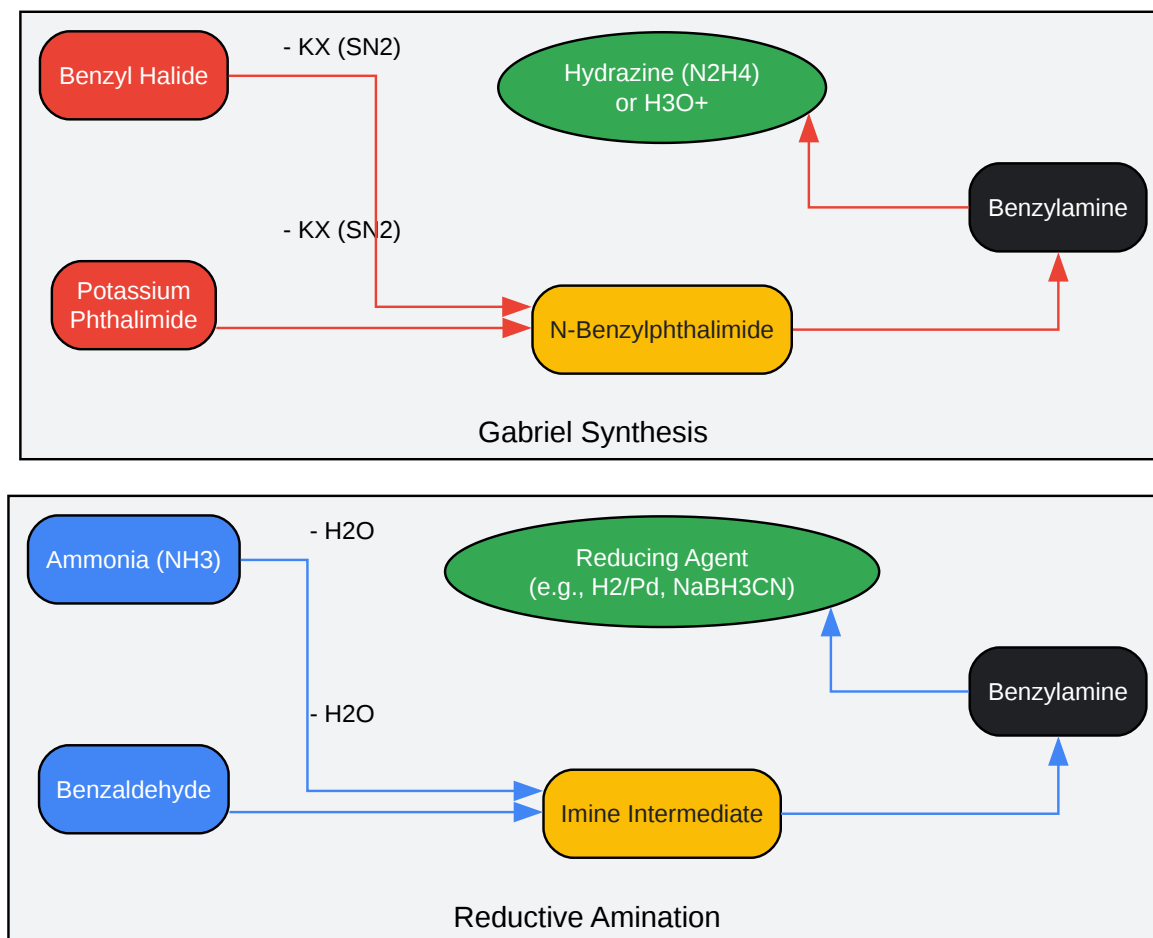 - KX (SN2)
Benzyl Halide
Hydrazine (N2H4)
or H3O+
Benzylamine
- KX (SN2)
Potassium
Phthalimide
N-Benzylphthalimide
Gabriel Synthesis
- H2O
Ammonia (NH3)
Reducing Agent
(e.g., H2/Pd, NaBH3CN)
Benzylamine
- H2O
Benzaldehyde
Imine Intermediate
Reductive Amination